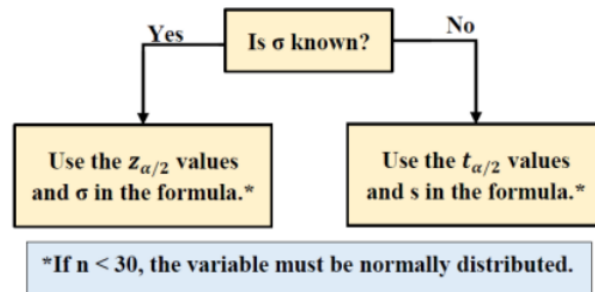 Is σ known?
Yes
No
Use the z_{α/2} values
and σ in the formula.*
Use the t_{α/2} values
and s in the formula.*
*If n < 30, the variable must be normally distributed.